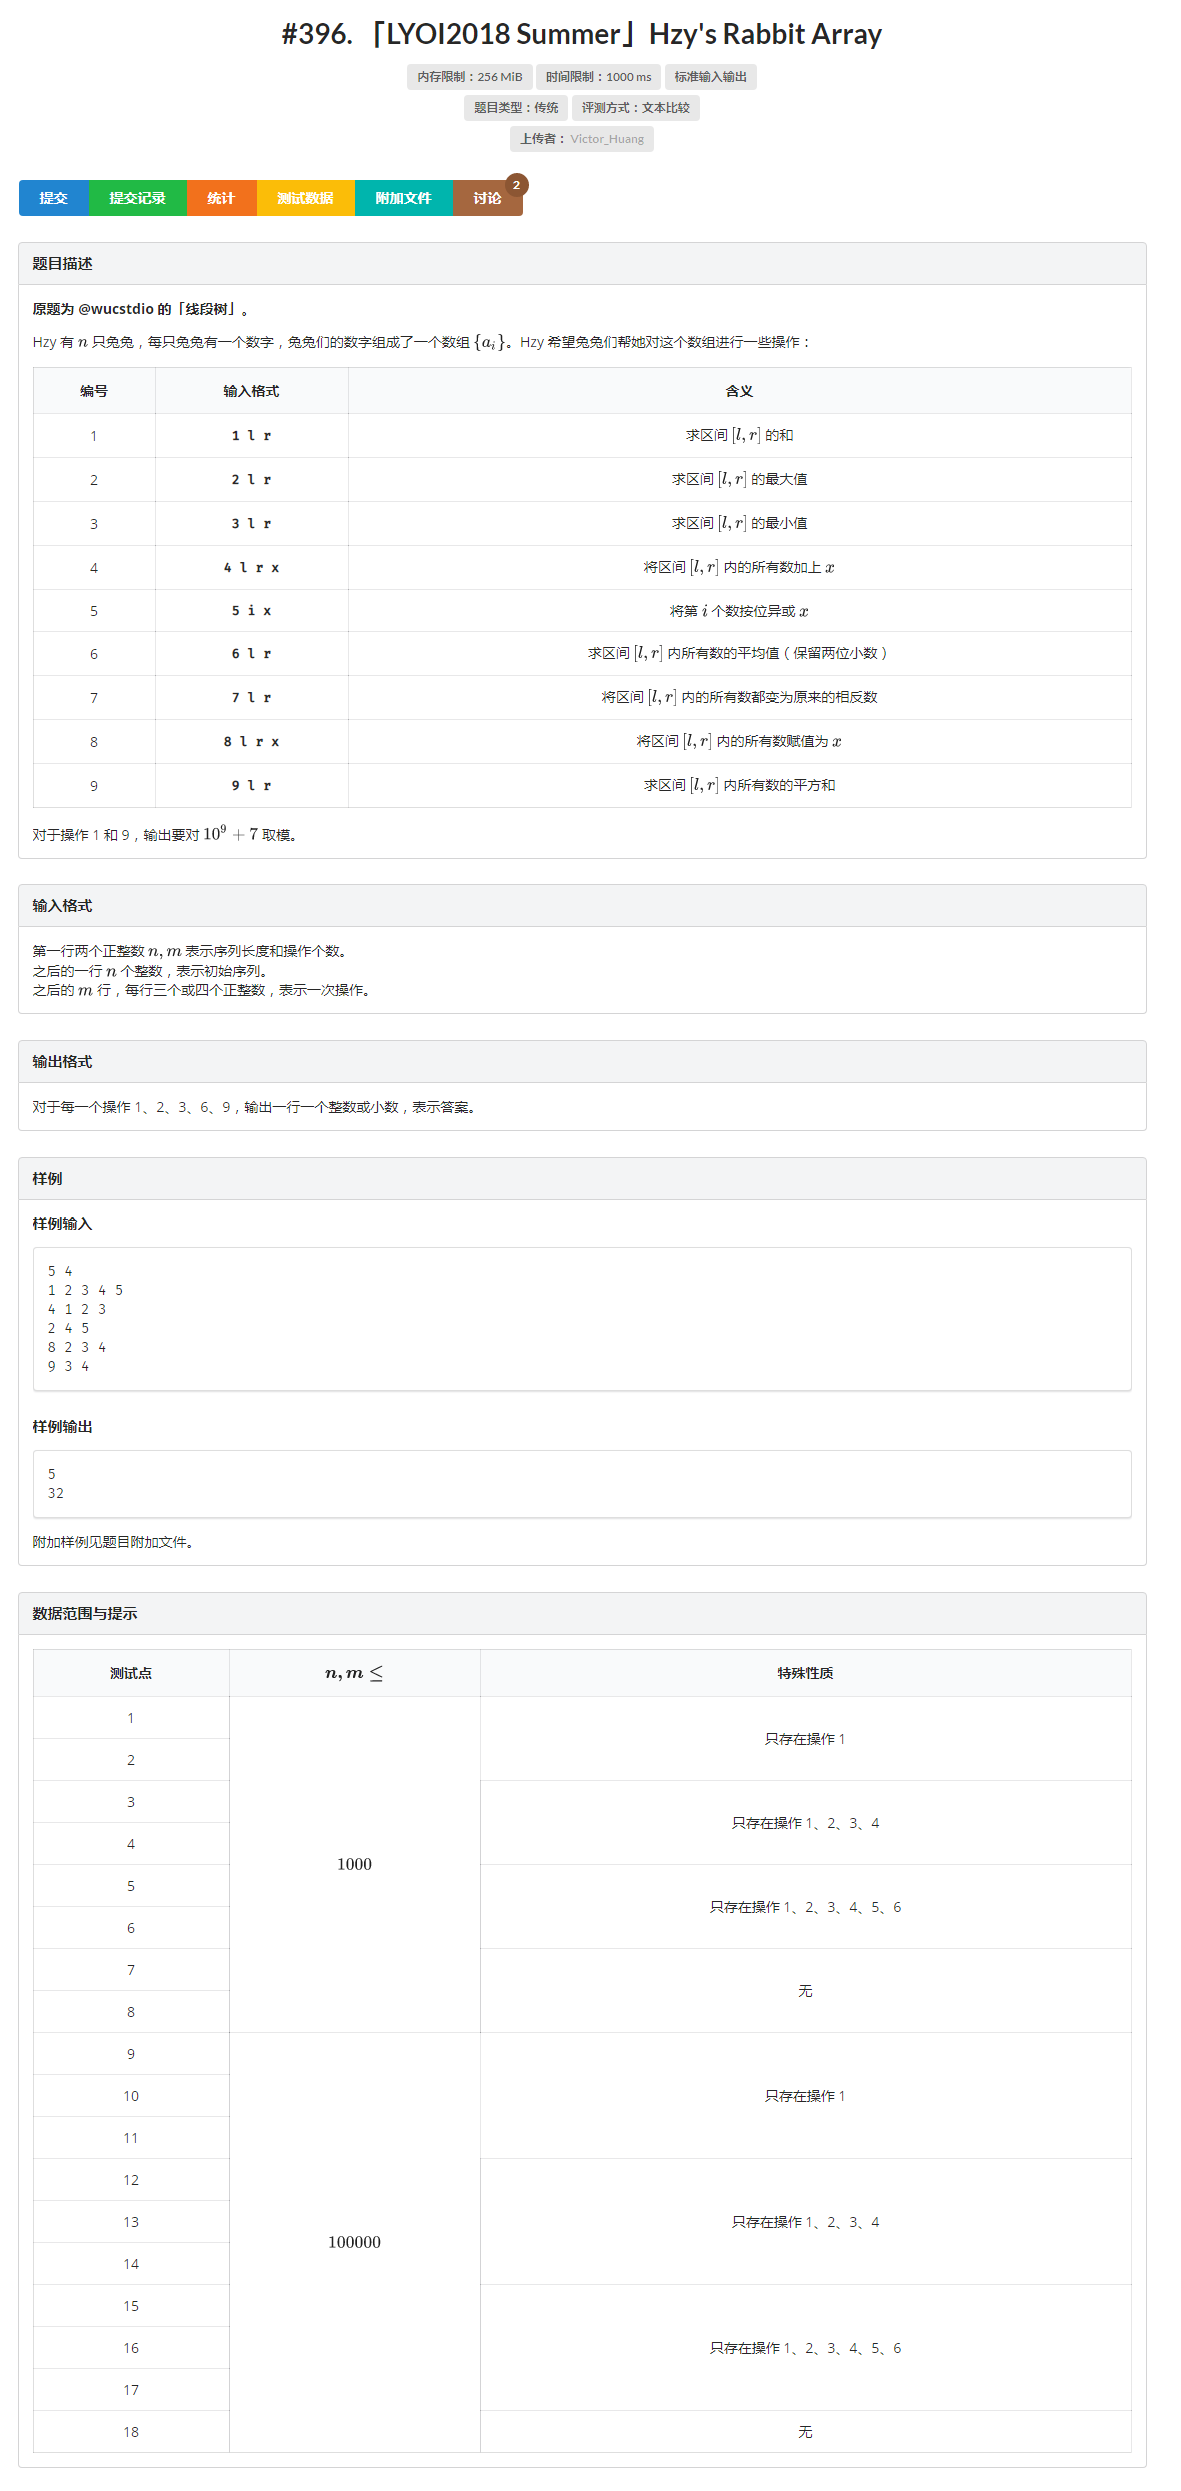 #396. 「LYOI2018 Summer」Hzy's Rabbit Array
内存限制：256 MiB 时间限制：1000 ms 标准输入输出
题目类型：传统 评测方式：文本比较
上传者： Victor_Huang
提交 提交记录 统计 测试数据 附加文件 讨论 2
题目描述
原题为 @wucstdio 的「线段树」。
Hzy 有 n 只兔兔，每只兔兔有一个数字，兔兔们的数字组成了一个数组 {a_i}。Hzy 希望兔兔们帮她对这个数组进行一些操作：
编号 输入格式 含义
1 1 l r 求区间 [l, r] 的和
2 2 l r 求区间 [l, r] 的最大值
3 3 l r 求区间 [l, r] 的最小值
4 4 l r x 将区间 [l, r] 内的所有数加上 x
5 5 i x 将第 i 个数按位异或 x
6 6 l r 求区间 [l, r] 内所有数的平均值（保留两位小数）
7 7 l r 将区间 [l, r] 内的所有数都变为原来的相反数
8 8 l r x 将区间 [l, r] 内的所有数赋值为 x
9 9 l r 求区间 [l, r] 内所有数的平方和
对于操作 1 和 9，输出要对 10^9 + 7 取模。
输入格式
第一行两个正整数 n, m 表示序列长度和操作个数。
之后的一行 n 个整数，表示初始序列。
之后的 m 行，每行三个或四个正整数，表示一次操作。
输出格式
对于每一个操作 1、2、3、6、9，输出一行一个整数或小数，表示答案。
样例
样例输入
5 4
1 2 3 4 5
4 1 2 3
2 4 5
8 2 3 4
9 3 4
样例输出
5
32
附加样例见题目附加文件。
数据范围与提示
测试点 n, m ≤ 特殊性质
1
只存在操作 1
2
3
只存在操作 1、2、3、4
4
1000
5
只存在操作 1、2、3、4、5、6
6
7
无
8
9
10 只存在操作 1
11
12
13 只存在操作 1、2、3、4
100000
14
15
16 只存在操作 1、2、3、4、5、6
17
18 无